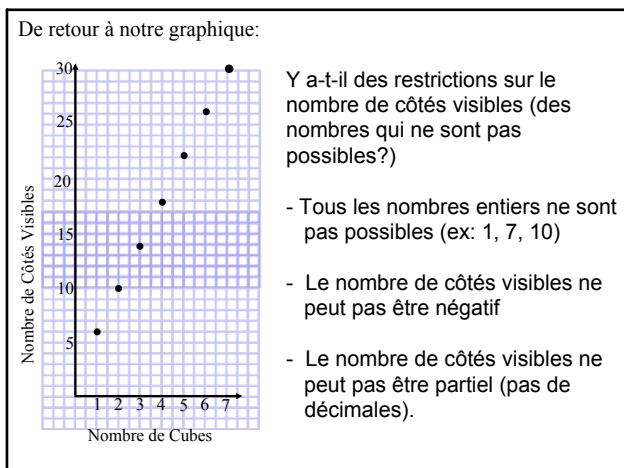 De retour à notre graphique:
Y a-t-il des restrictions sur le
nombre de côtés visibles (des
nombres qui ne sont pas
possibles?)
- Tous les nombres entiers ne sont
pas possibles (ex: 1, 7, 10)
- Le nombre de côtés visibles ne
peut pas être négatif
- Le nombre de côtés visibles ne
peut pas être partiel (pas de
décimales).
Nombre de Côtés Visibles
30
25
20
15
10
5
1 2 3 4 5 6 7
Nombre de Cubes